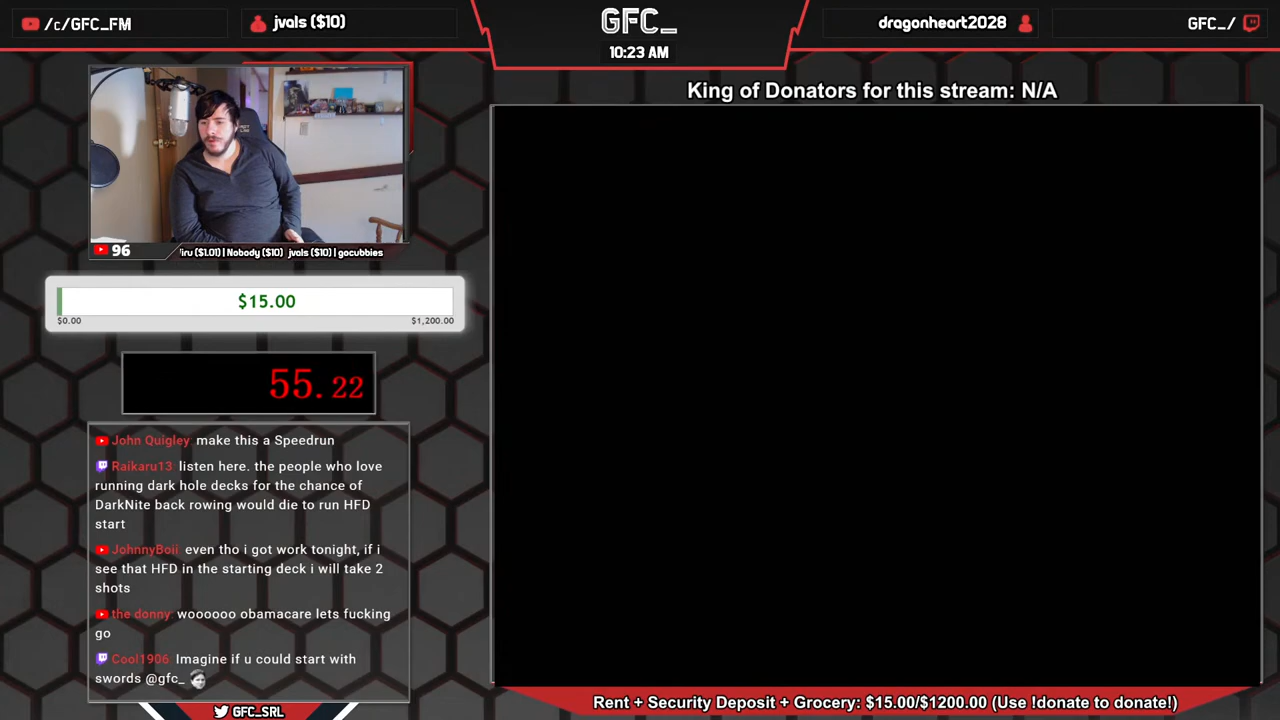 /c/GFC_FM
jvals ($10)
GFC_
10:23 AM
dragonheart2028
GFC_/
King of Donators for this stream: N/A
96
iru ($1.01) | Nobody ($10) jvals ($10) | gocubbies
$15.00
$0.00
$1,200.00
55.22
John Quigley: make this a Speedrun
Raikaru13: listen here. the people who love
running dark hole decks for the chance of
DarkNite back rowing would die to run HFD
start
JohnnyBoii: even tho i got work tonight, if i
see that HFD in the starting deck i will take 2
shots
the donny: woooooo obamacare lets fucking
go
Cool1906: Imagine if u could start with
swords @gfc_
GFC_SRL
Rent + Security Deposit + Grocery: $15.00/$1200.00 (Use !donate to donate!)